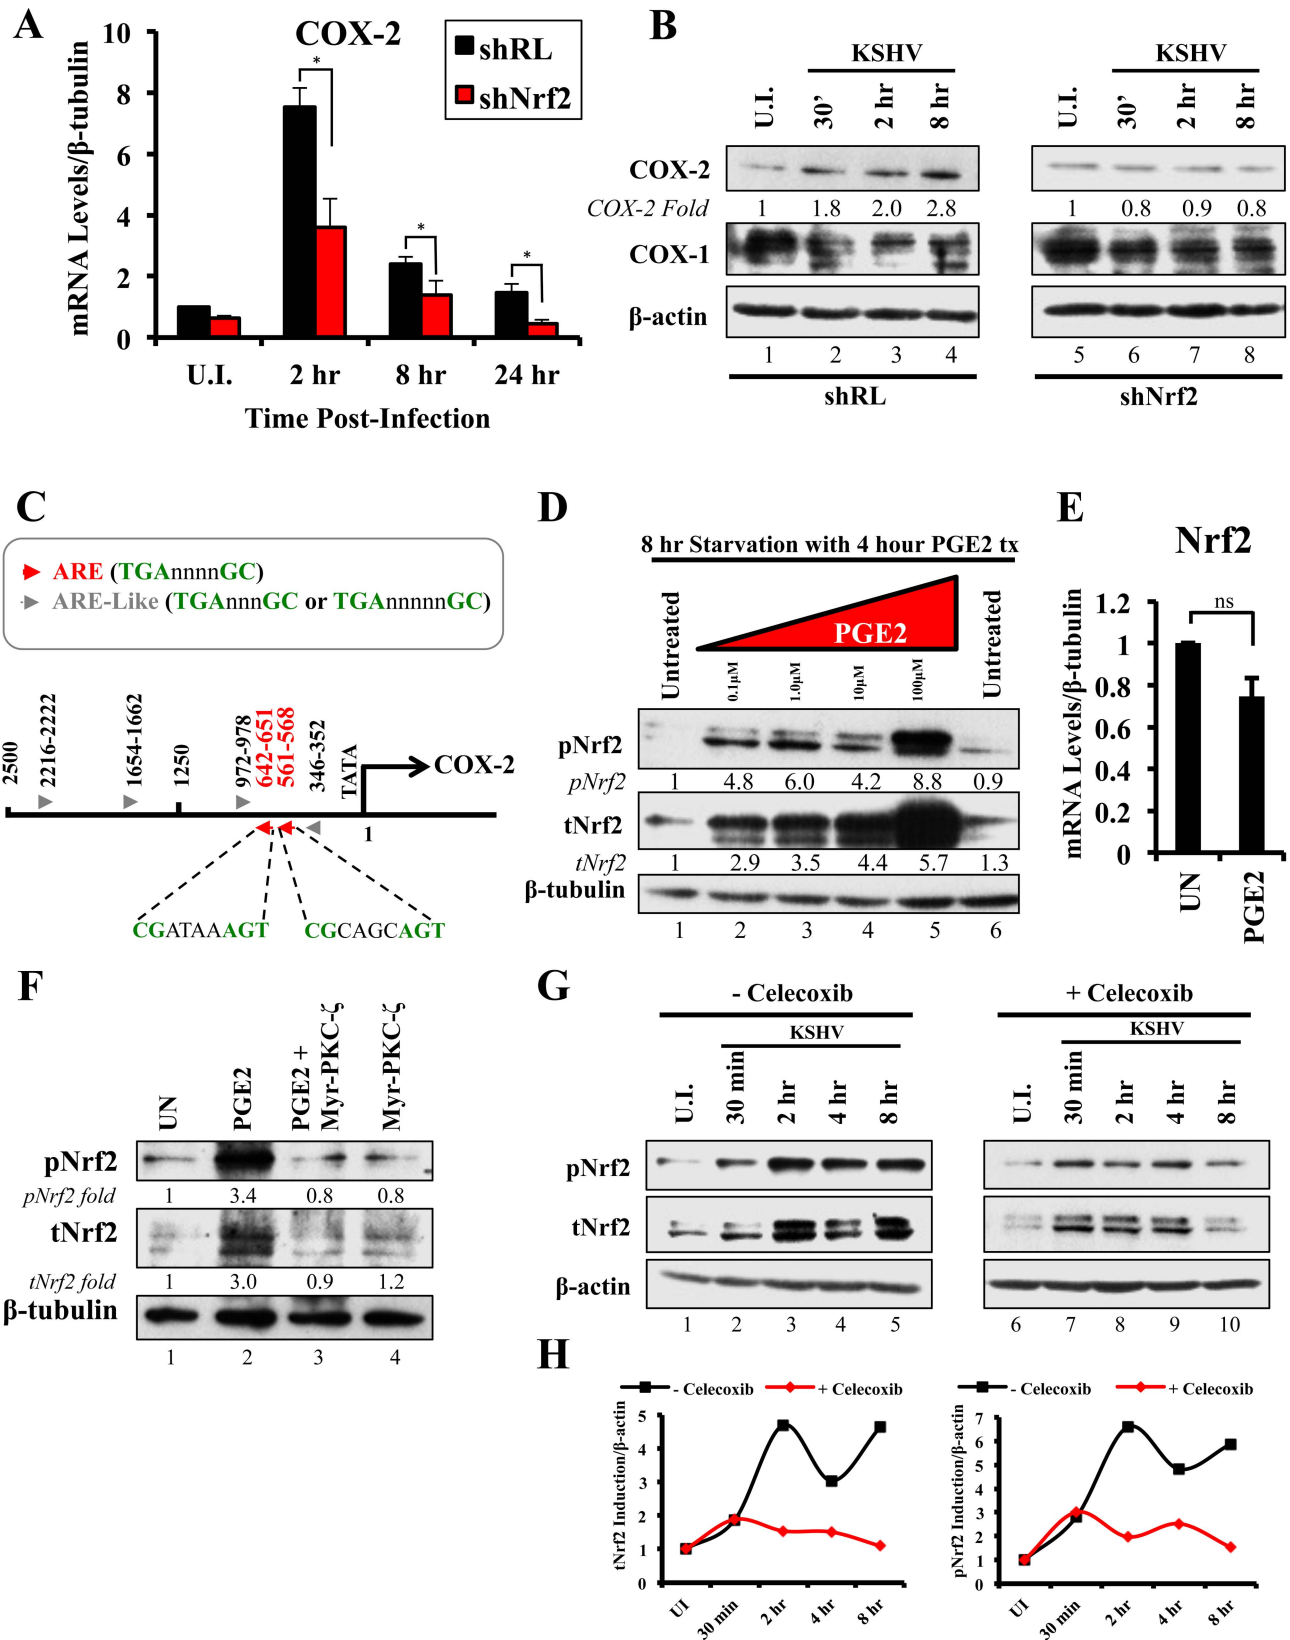 A
COX-2
shRL
shNrf2
mRNA Levels/β-tubulin
10
8
6
4
2
0
*
*
*
U.I.
2 hr
8 hr
24 hr
Time Post-Infection
B
KSHV
KSHV
U.I.
30’
2 hr
8 hr
U.I.
30’
2 hr
8 hr
COX-2
COX-2 Fold
1 1.8 2.0 2.8
1 0.8 0.9 0.8
COX-1
β-actin
1 2 3 4
5 6 7 8
shRL
shNrf2
C
ARE (TGAnnnnGC)
ARE-Like (TGAnnnGC or TGAnnnnnGC)
2500
2216-2222
1654-1662
1250
972-978
642-651
561-568
346-352
TATA
COX-2
1
CGATAAAAGT
CGCAGCAGT
D
8 hr Starvation with 4 hour PGE2 tx
Untreated
PGE2
0.1μM
1.0μM
10μM
100μM
Untreated
pNrf2
pNrf2 1 4.8 6.0 4.2 8.8 0.9
tNrf2
tNrf2 1 2.9 3.5 4.4 5.7 1.3
β-tubulin
1 2 3 4 5 6
E
Nrf2
mRNA Levels/β-tubulin
1.2
1
0.8
0.6
0.4
0.2
0
ns
UN
PGE2
F
UN
PGE2
PGE2 +
Myr-PKC-ζ
Myr-PKC-ζ
pNrf2
pNrf2 fold 1 3.4 0.8 0.8
tNrf2
tNrf2 fold 1 3.0 0.9 1.2
β-tubulin
1 2 3 4
G
- Celecoxib
+ Celecoxib
KSHV
KSHV
U.I.
30 min
2 hr
4 hr
8 hr
U.I.
30 min
2 hr
4 hr
8 hr
pNrf2
tNrf2
β-actin
1 2 3 4 5
6 7 8 9 10
H
- Celecoxib
+ Celecoxib
tNrf2 Induction/β-actin
5
4
3
2
1
0
UI
30 min
2 hr
4 hr
8 hr
- Celecoxib
+ Celecoxib
pNrf2 Induction/β-actin
7
6
5
4
3
2
1
0
UI
30 min
2 hr
4 hr
8 hr